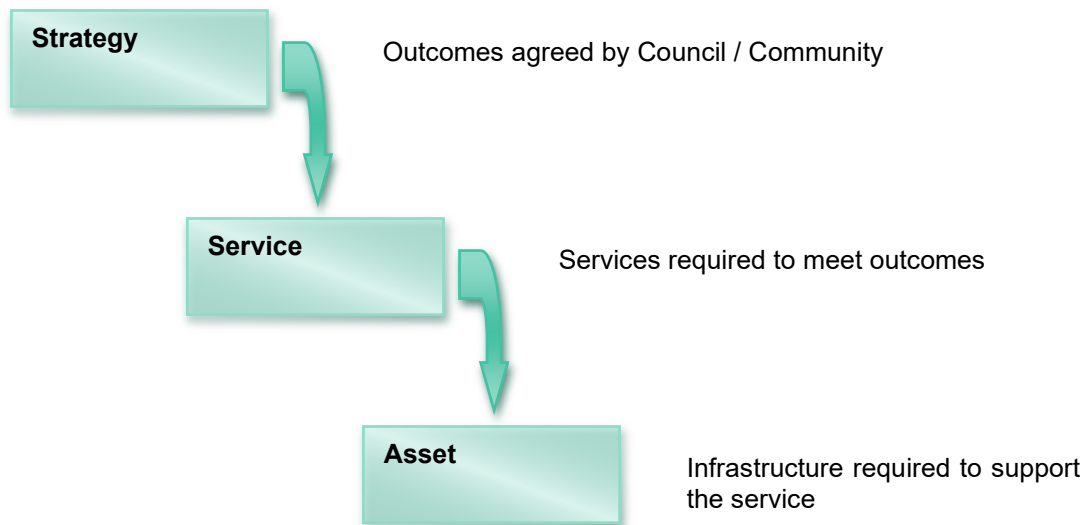 Strategy
Outcomes agreed by Council / Community
Service
Services required to meet outcomes
Asset
Infrastructure required to support
the service